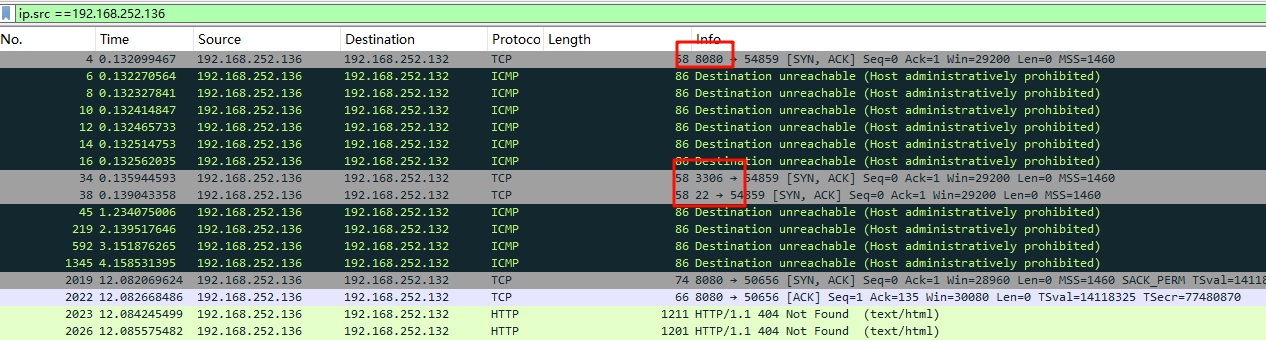 ip.src ==192.168.252.136
No. Time Source Destination Protoco Length Info
4 0.132099467 192.168.252.136 192.168.252.132 TCP 58 8080 → 54859 [SYN, ACK] Seq=0 Ack=1 Win=29200 Len=0 MSS=1460
6 0.132270564 192.168.252.136 192.168.252.132 ICMP 86 Destination unreachable (Host administratively prohibited)
8 0.132327841 192.168.252.136 192.168.252.132 ICMP 86 Destination unreachable (Host administratively prohibited)
10 0.132414847 192.168.252.136 192.168.252.132 ICMP 86 Destination unreachable (Host administratively prohibited)
12 0.132465733 192.168.252.136 192.168.252.132 ICMP 86 Destination unreachable (Host administratively prohibited)
14 0.132514753 192.168.252.136 192.168.252.132 ICMP 86 Destination unreachable (Host administratively prohibited)
16 0.132562035 192.168.252.136 192.168.252.132 ICMP 86 Destination unreachable (Host administratively prohibited)
34 0.135944593 192.168.252.136 192.168.252.132 TCP 58 3306 → 54859 [SYN, ACK] Seq=0 Ack=1 Win=29200 Len=0 MSS=1460
38 0.139043358 192.168.252.136 192.168.252.132 TCP 58 22 → 54859 [SYN, ACK] Seq=0 Ack=1 Win=29200 Len=0 MSS=1460
45 1.234075006 192.168.252.136 192.168.252.132 ICMP 86 Destination unreachable (Host administratively prohibited)
219 2.139517646 192.168.252.136 192.168.252.132 ICMP 86 Destination unreachable (Host administratively prohibited)
592 3.151876265 192.168.252.136 192.168.252.132 ICMP 86 Destination unreachable (Host administratively prohibited)
1345 4.158531395 192.168.252.136 192.168.252.132 ICMP 86 Destination unreachable (Host administratively prohibited)
2019 12.082069624 192.168.252.136 192.168.252.132 TCP 74 8080 → 50656 [SYN, ACK] Seq=0 Ack=1 Win=28960 Len=0 MSS=1460 SACK_PERM TSval=14118
2022 12.082668486 192.168.252.136 192.168.252.132 TCP 66 8080 → 50656 [ACK] Seq=1 Ack=135 Win=30080 Len=0 TSval=14118325 TSecr=77480870
2023 12.084245499 192.168.252.136 192.168.252.132 HTTP 1211 HTTP/1.1 404 Not Found (text/html)
2026 12.085575482 192.168.252.136 192.168.252.132 HTTP 1201 HTTP/1.1 404 Not Found (text/html)